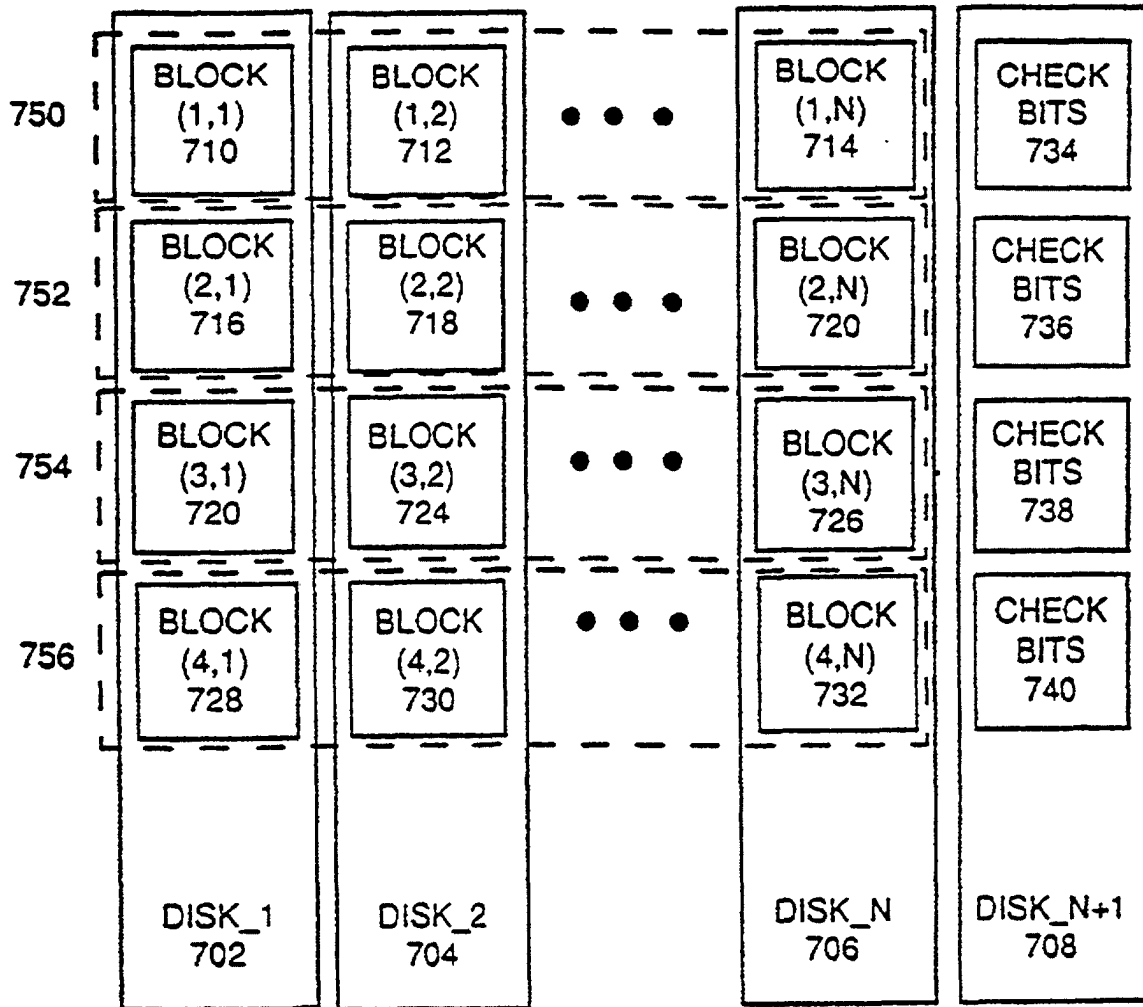 750
BLOCK
(1,1)
710
BLOCK
(1,2)
712
BLOCK
(1,N)
714
CHECK
BITS
734
752
BLOCK
(2,1)
716
BLOCK
(2,2)
718
BLOCK
(2,N)
720
CHECK
BITS
736
754
BLOCK
(3,1)
720
BLOCK
(3,2)
724
BLOCK
(3,N)
726
CHECK
BITS
738
756
BLOCK
(4,1)
728
BLOCK
(4,2)
730
BLOCK
(4,N)
732
CHECK
BITS
740
DISK_1
702
DISK_2
704
DISK_N
706
DISK_N+1
708